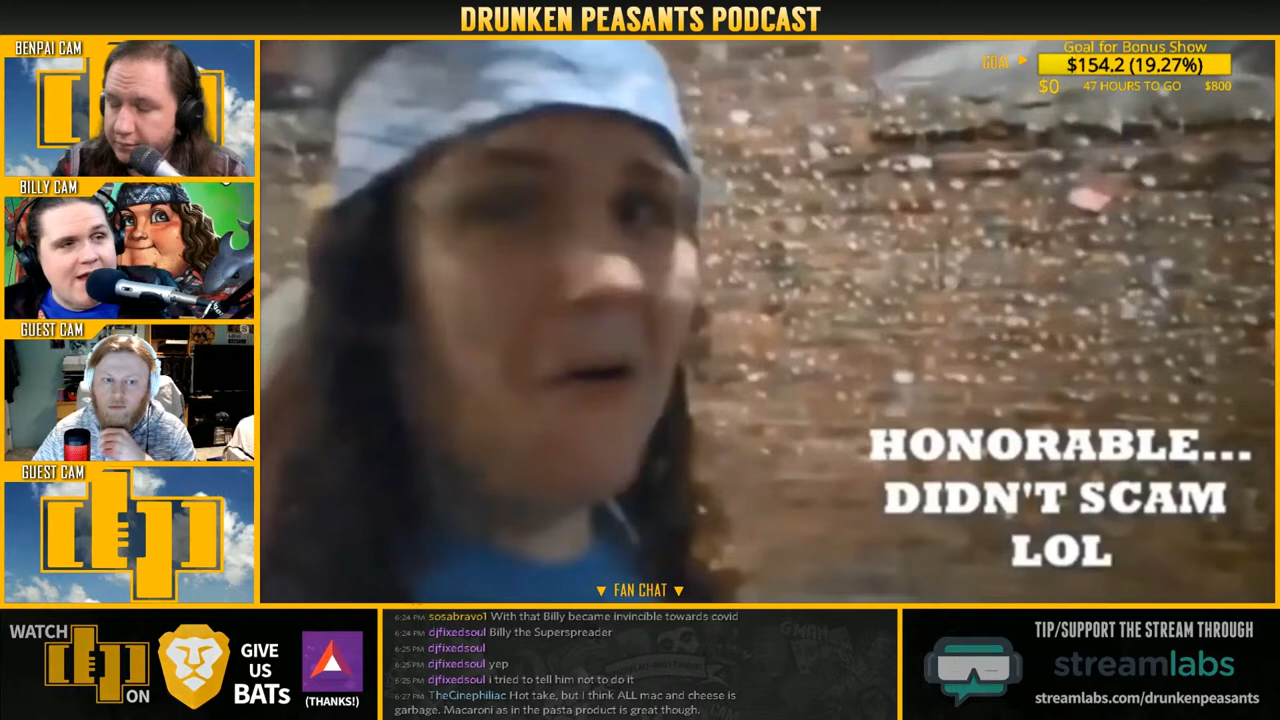 DRUNKEN PEASANTS PODCAST
BENPAI CAM
BILLY CAM
GUEST CAM
GUEST CAM
Goal for Bonus Show
GOAL
$154.2 (19.27%)
$0 47 HOURS TO GO $800
HONORABLE...
DIDN'T SCAM
LOL
▼ FAN CHAT ▼
WATCH
ON
GIVE
US
BATs
(THANKS!)
6:24 PM sosabravo1 With that Billy became invincible towards covid
6:24 PM djfixedsoul Billy the Superspreader
6:25 PM djfixedsoul
6:25 PM djfixedsoul yep
6:25 PM djfixedsoul i tried to tell him not to do it
6:27 PM TheCinephiliac Hot take, but I think ALL mac and cheese is
garbage. Macaroni as in the pasta product is great though.
TIP/SUPPORT THE STREAM THROUGH
streamlabs
streamlabs.com/drunkenpeasants